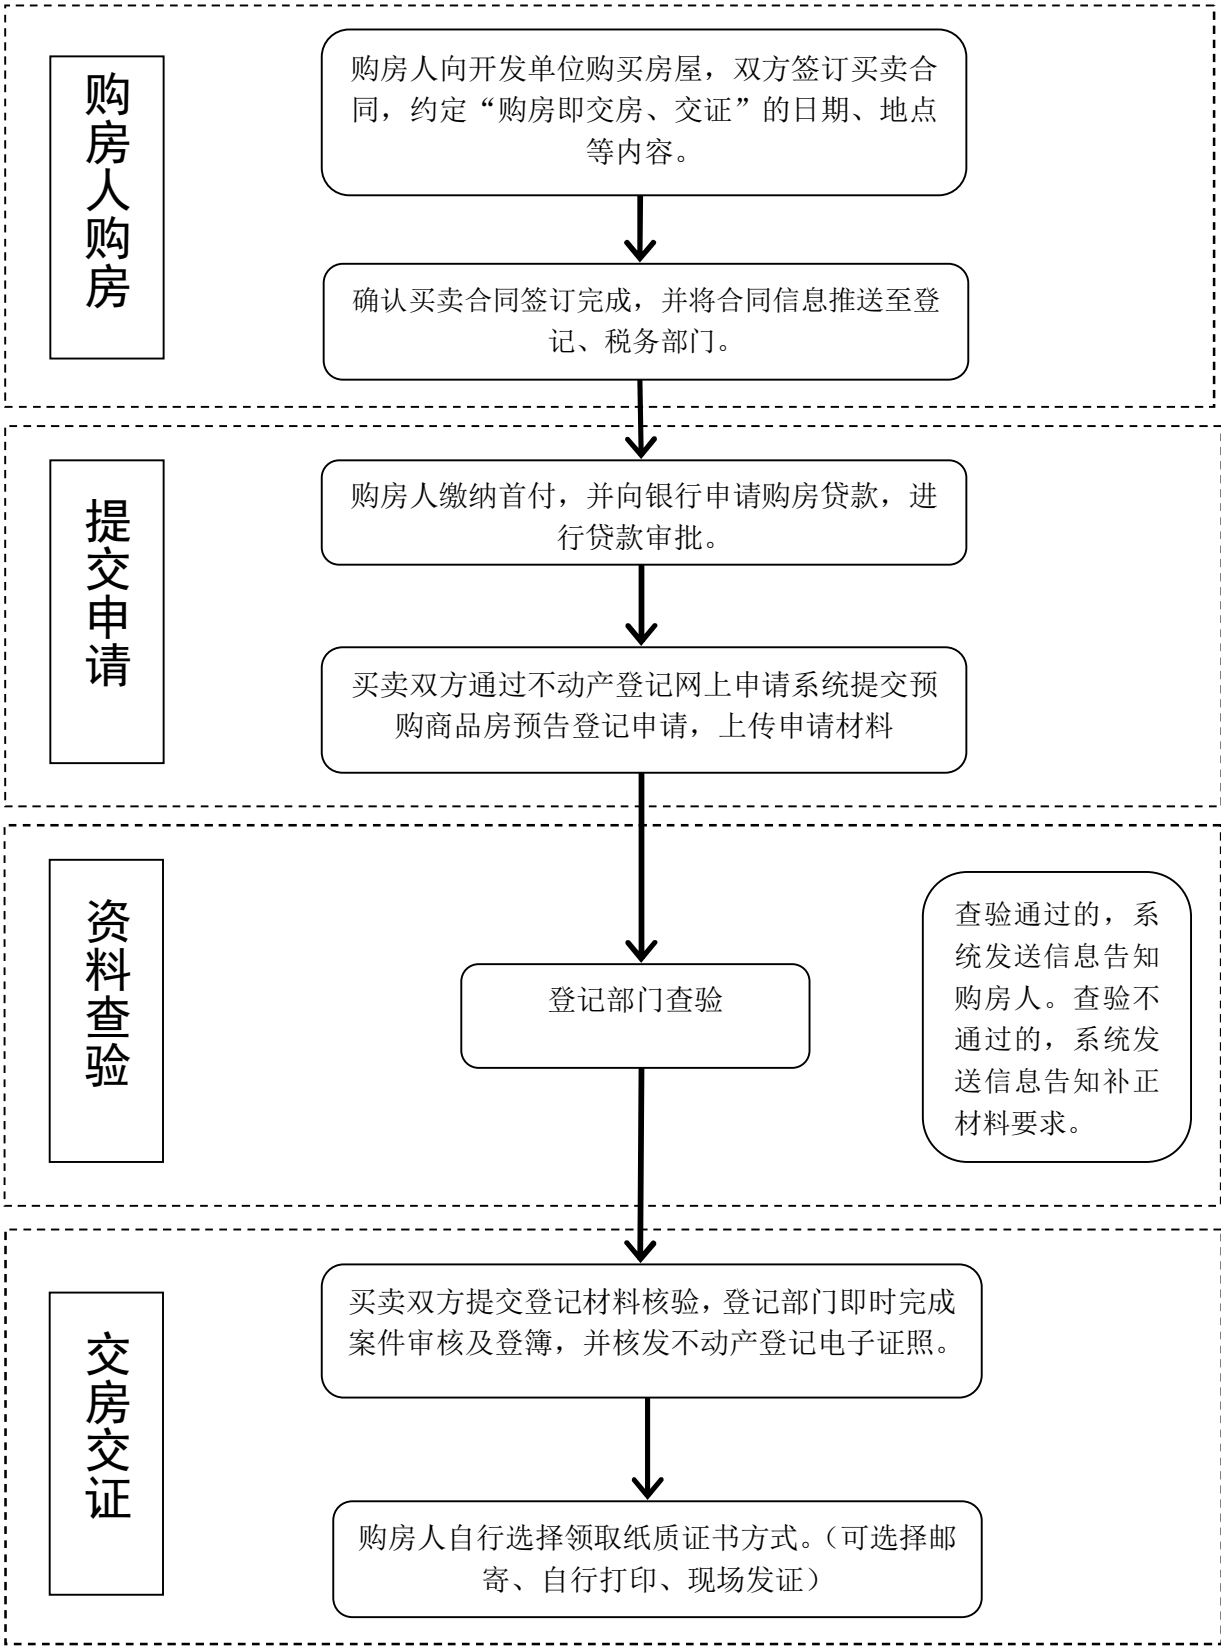 购房人购房
购房人向开发单位购买房屋，双方签订买卖合
同，约定“购房即交房、交证”的日期、地点
等内容。
确认买卖合同签订完成，并将合同信息推送至登
记、税务部门。
提交申请
购房人缴纳首付，并向银行申请购房贷款，进
行贷款审批。
买卖双方通过不动产登记网上申请系统提交预
购商品房预告登记申请，上传申请材料
资料查验
登记部门查验
查验通过的，系
统发送信息告知
购房人。查验不
通过的，系统发
送信息告知补正
材料要求。
交房交证
买卖双方提交登记材料核验，登记部门即时完成
案件审核及登簿，并核发不动产登记电子证照。
购房人自行选择领取纸质证书方式。（可选择邮
寄、自行打印、现场发证）